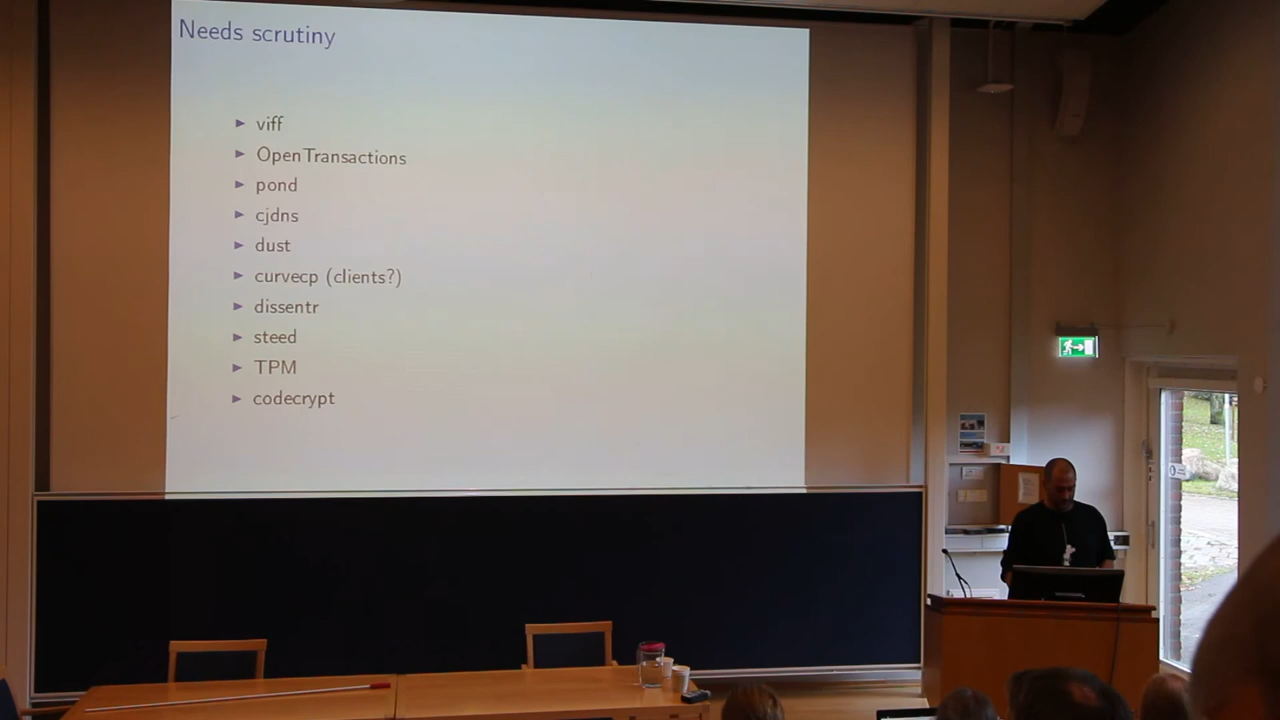 Needs scrutiny
viff
OpenTransactions
pond
cjdns
dust
curvecp (clients?)
dissentr
steed
TPM
codecrypt